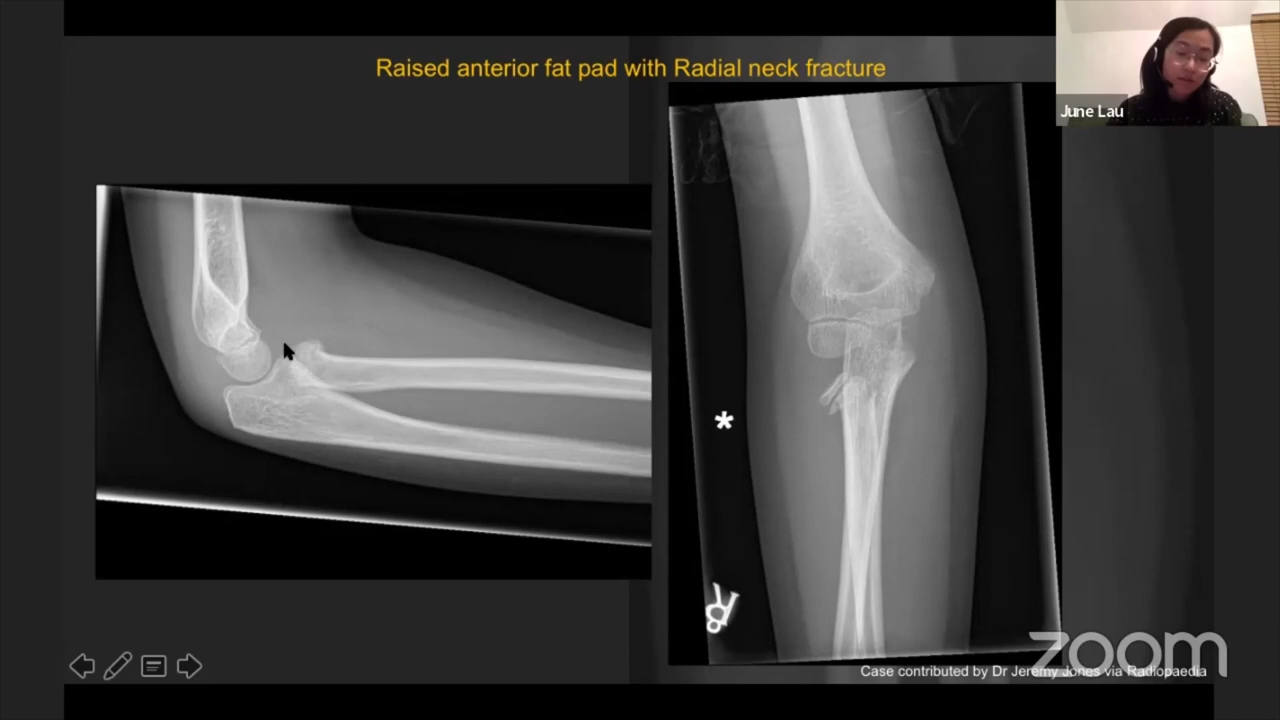 Raised anterior fat pad with Radial neck fracture
June Lau
*
R
zoom
Case contributed by Dr Jeremy Jones via Radiopaedia